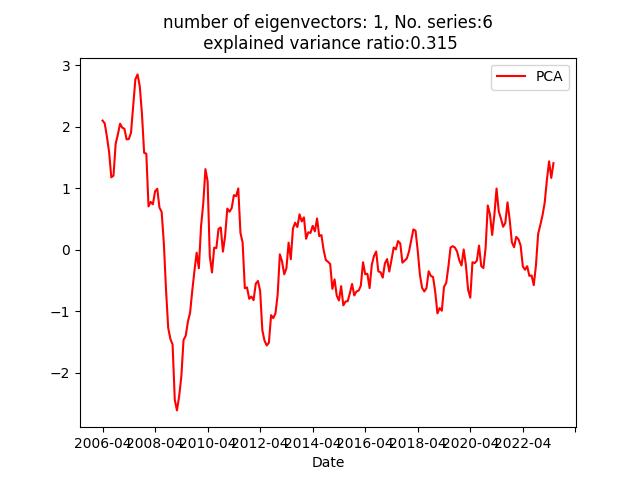 number of eigenvectors: 1, No. series:6
explained variance ratio:0.315
PCA
3
2
1
0
−1
−2
2006-04 2008-04 2010-04 2012-04 2014-04 2016-04 2018-04 2020-04 2022-04
Date